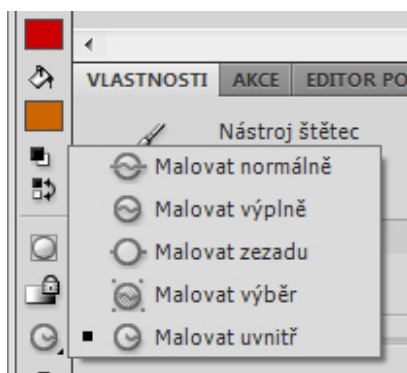 VLASTNOSTI AKCE EDITOR PO
Nástroj štětec
Malovat normálně
Malovat výplně
Malovat zezadu
Malovat výběr
Malovat uvnitř